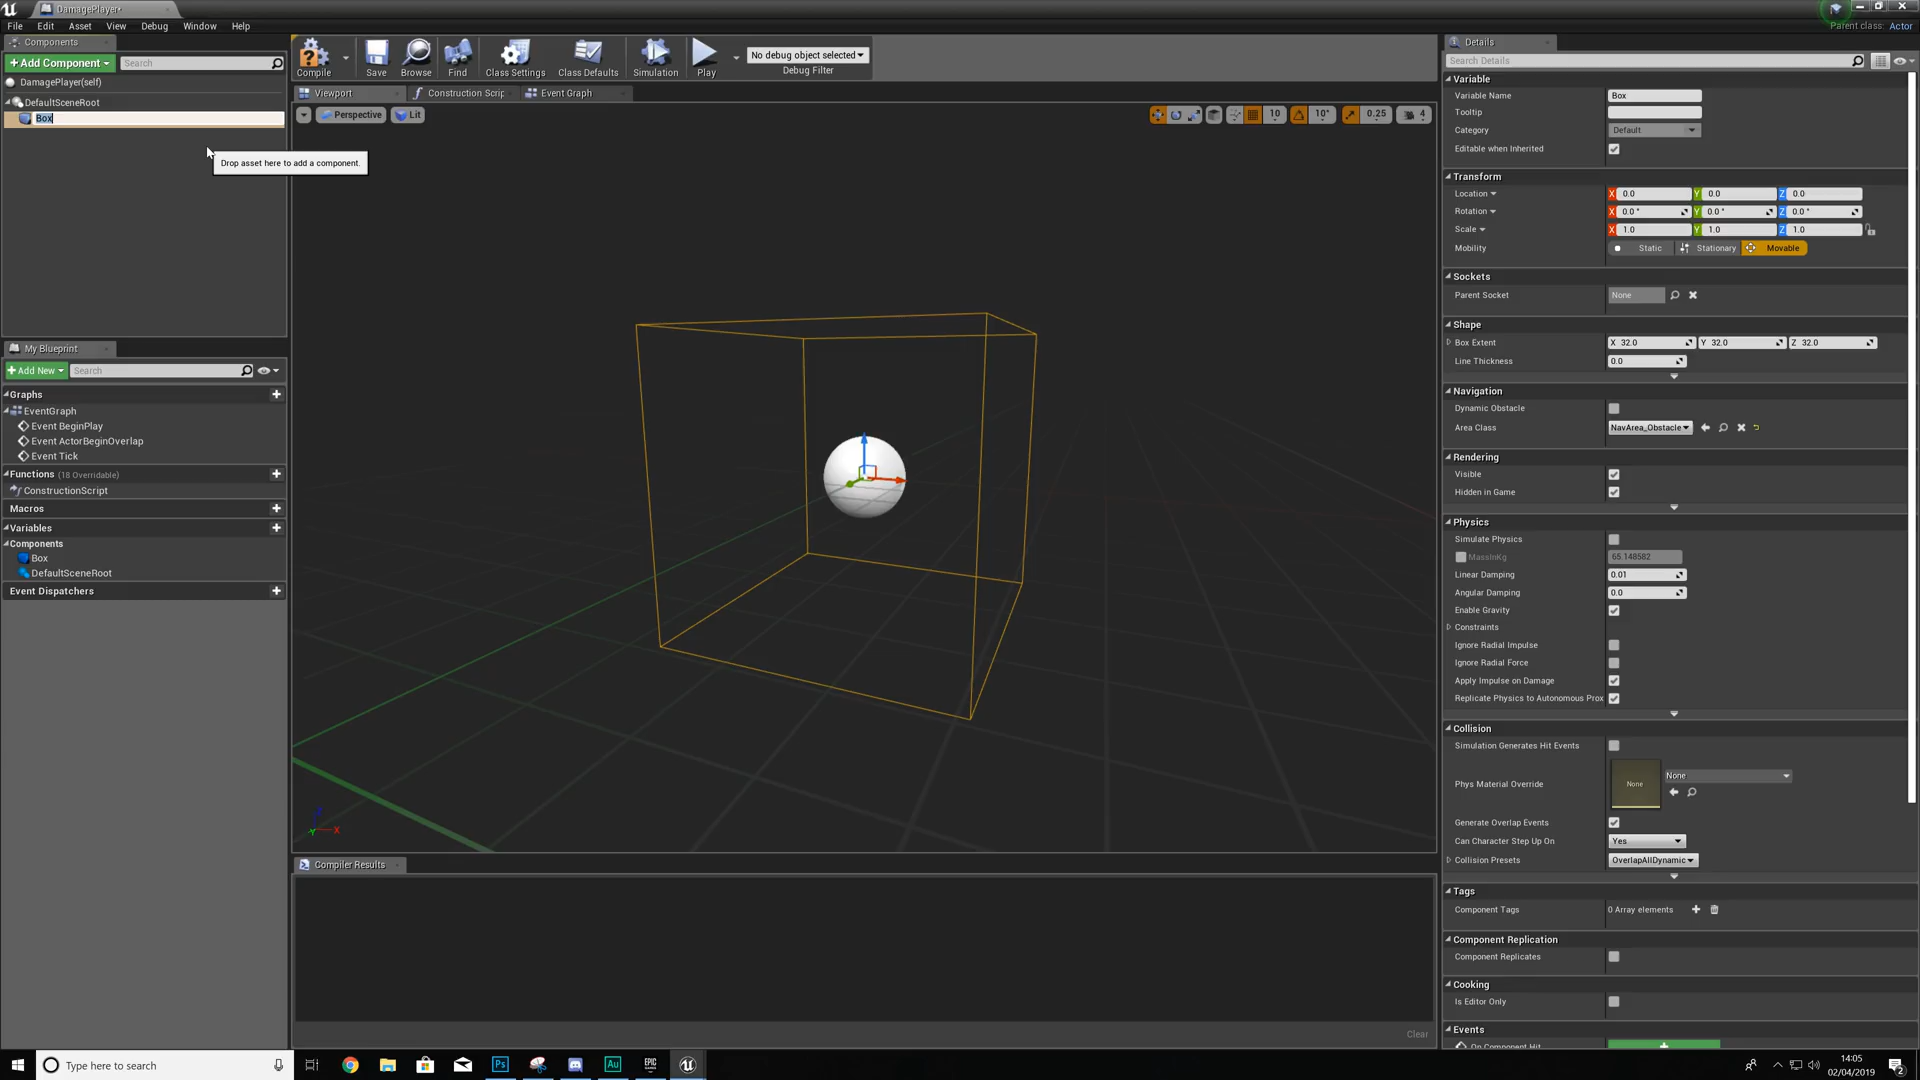 DamagePlayer*
File Edit Asset View Window Debug Window Help
Parent class: Actor
Components
+ Add Component Search
DamagePlayer(self)
DefaultSceneRoot
Box
Drop asset here to add a component.
Compile Save Browse Find Class Settings Class Defaults Simulation Play
No debug object selected
Debug Filter
Viewport Construction Scrip Event Graph
Perspective Lit
10 10° 0.25 4
My Blueprint
+ Add New Search
Graphs
EventGraph
Event BeginPlay
Event ActorBeginOverlap
Event Tick
Functions (18 Overridable)
ConstructionScript
Macros
Variables
Components
Box
DefaultSceneRoot
Event Dispatchers
Z
Y X
Compiler Results
Clear
Details
Search Details
Variable
Variable Name Box
Tooltip
Category Default
Editable when Inherited
Transform
Location X 0.0 Y 0.0 Z 0.0
Rotation X 0.0° Y 0.0° Z 0.0°
Scale X 1.0 Y 1.0 Z 1.0
Mobility Static Stationary Movable
Sockets
Parent Socket None
Shape
Box Extent X 32.0 Y 32.0 Z 32.0
Line Thickness 0.0
Navigation
Dynamic Obstacle
Area Class NavArea_Obstacle
Rendering
Visible
Hidden in Game
Physics
Simulate Physics
MassInKg 65.148582
Linear Damping 0.01
Angular Damping 0.0
Enable Gravity
Constraints
Ignore Radial Impulse
Ignore Radial Force
Apply Impulse on Damage
Replicate Physics to Autonomous Prox
Collision
Simulation Generates Hit Events
Phys Material Override None None
Generate Overlap Events
Can Character Step Up On Yes
Collision Presets OverlapAllDynamic
Tags
Component Tags 0 Array elements
Component Replication
Component Replicates
Cooking
Is Editor Only
Events
On Component Hit
Type here to search
Ps Au EPIC GAMES
14:05
02/04/2019
2